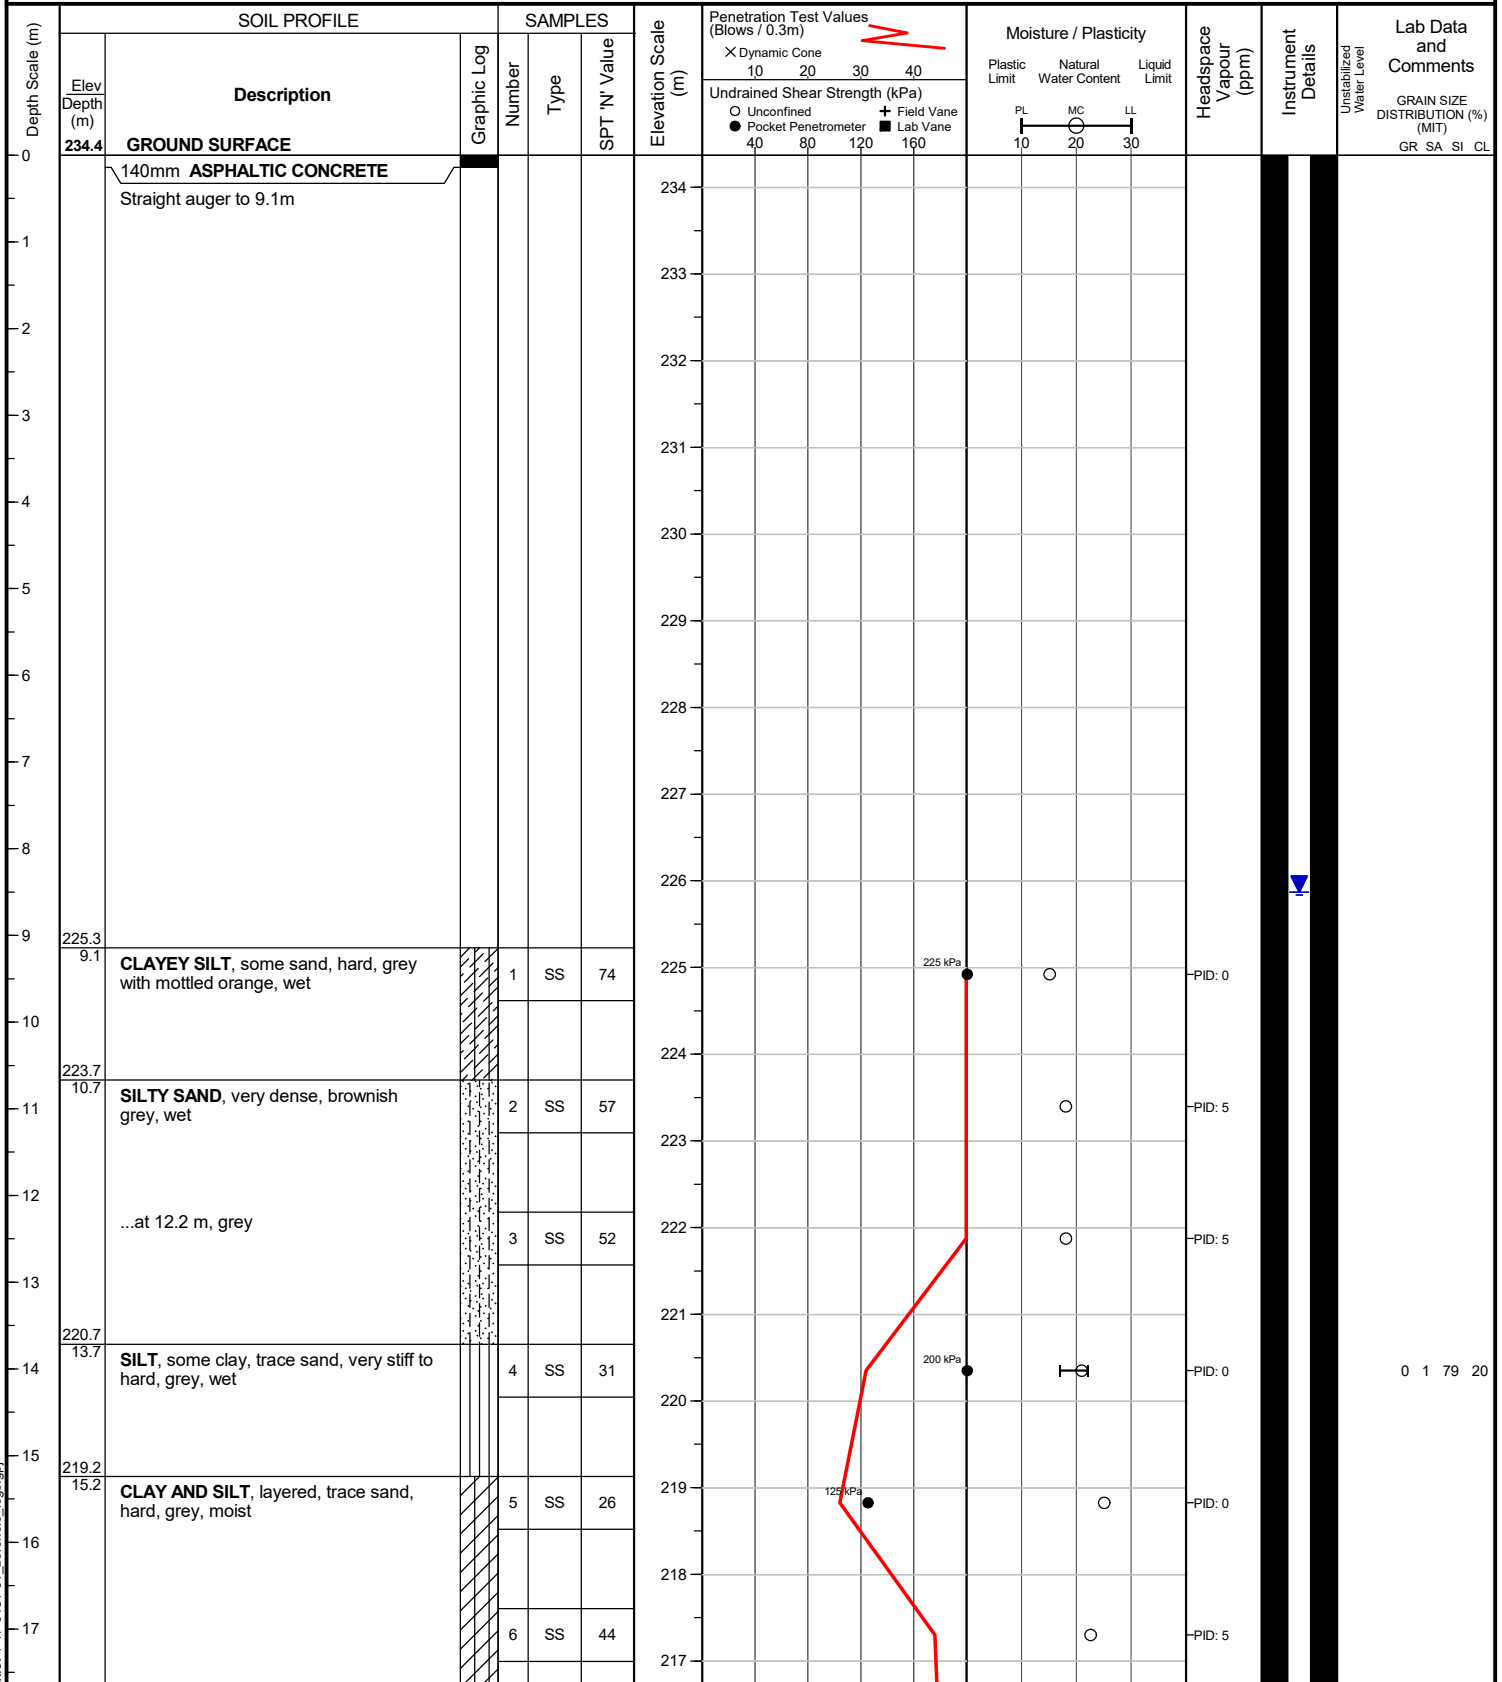 SOIL PROFILE
SAMPLES
Depth Scale (m)
Elev
Depth
(m)
234.4
Description
GROUND SURFACE
Graphic Log
Number
Type
SPT 'N' Value
Elevation Scale
(m)
Penetration Test Values
(Blows / 0.3m)
Dynamic Cone
10 20 30 40
Undrained Shear Strength (kPa)
Unconfined
Field Vane
Pocket Penetrometer
Lab Vane
40 80 120 160
Moisture / Plasticity
Plastic
Limit
Natural
Water Content
Liquid
Limit
PL MC LL
10 20 30
Headspace
Vapour
(ppm)
Instrument
Details
Unstabilized
Water Level
Lab Data
and
Comments
GRAIN SIZE
DISTRIBUTION (%)
(MIT)
GR SA SI CL
0
140mm ASPHALTIC CONCRETE
Straight auger to 9.1m
234
1
233
2
232
3
231
4
230
5
229
6
228
7
227
8
226
9
225.3
9.1
CLAYEY SILT, some sand, hard, grey
with mottled orange, wet
1 SS 74
225
225 kPa
PID: 0
10
224
223.7
10.7
SILTY SAND, very dense, brownish
grey, wet
11
2 SS 57
PID: 5
223
12
...at 12.2 m, grey
222
3 SS 52
PID: 5
13
221
220.7
13.7
SILT, some clay, trace sand, very stiff to
hard, grey, wet
14
4 SS 31
200 kPa
PID: 0
0 1 79 20
220
15
219.2
15.2
CLAY AND SILT, layered, trace sand,
hard, grey, moist
219
5 SS 26
125 kPa
PID: 0
16
218
17
6 SS 44
PID: 5
217